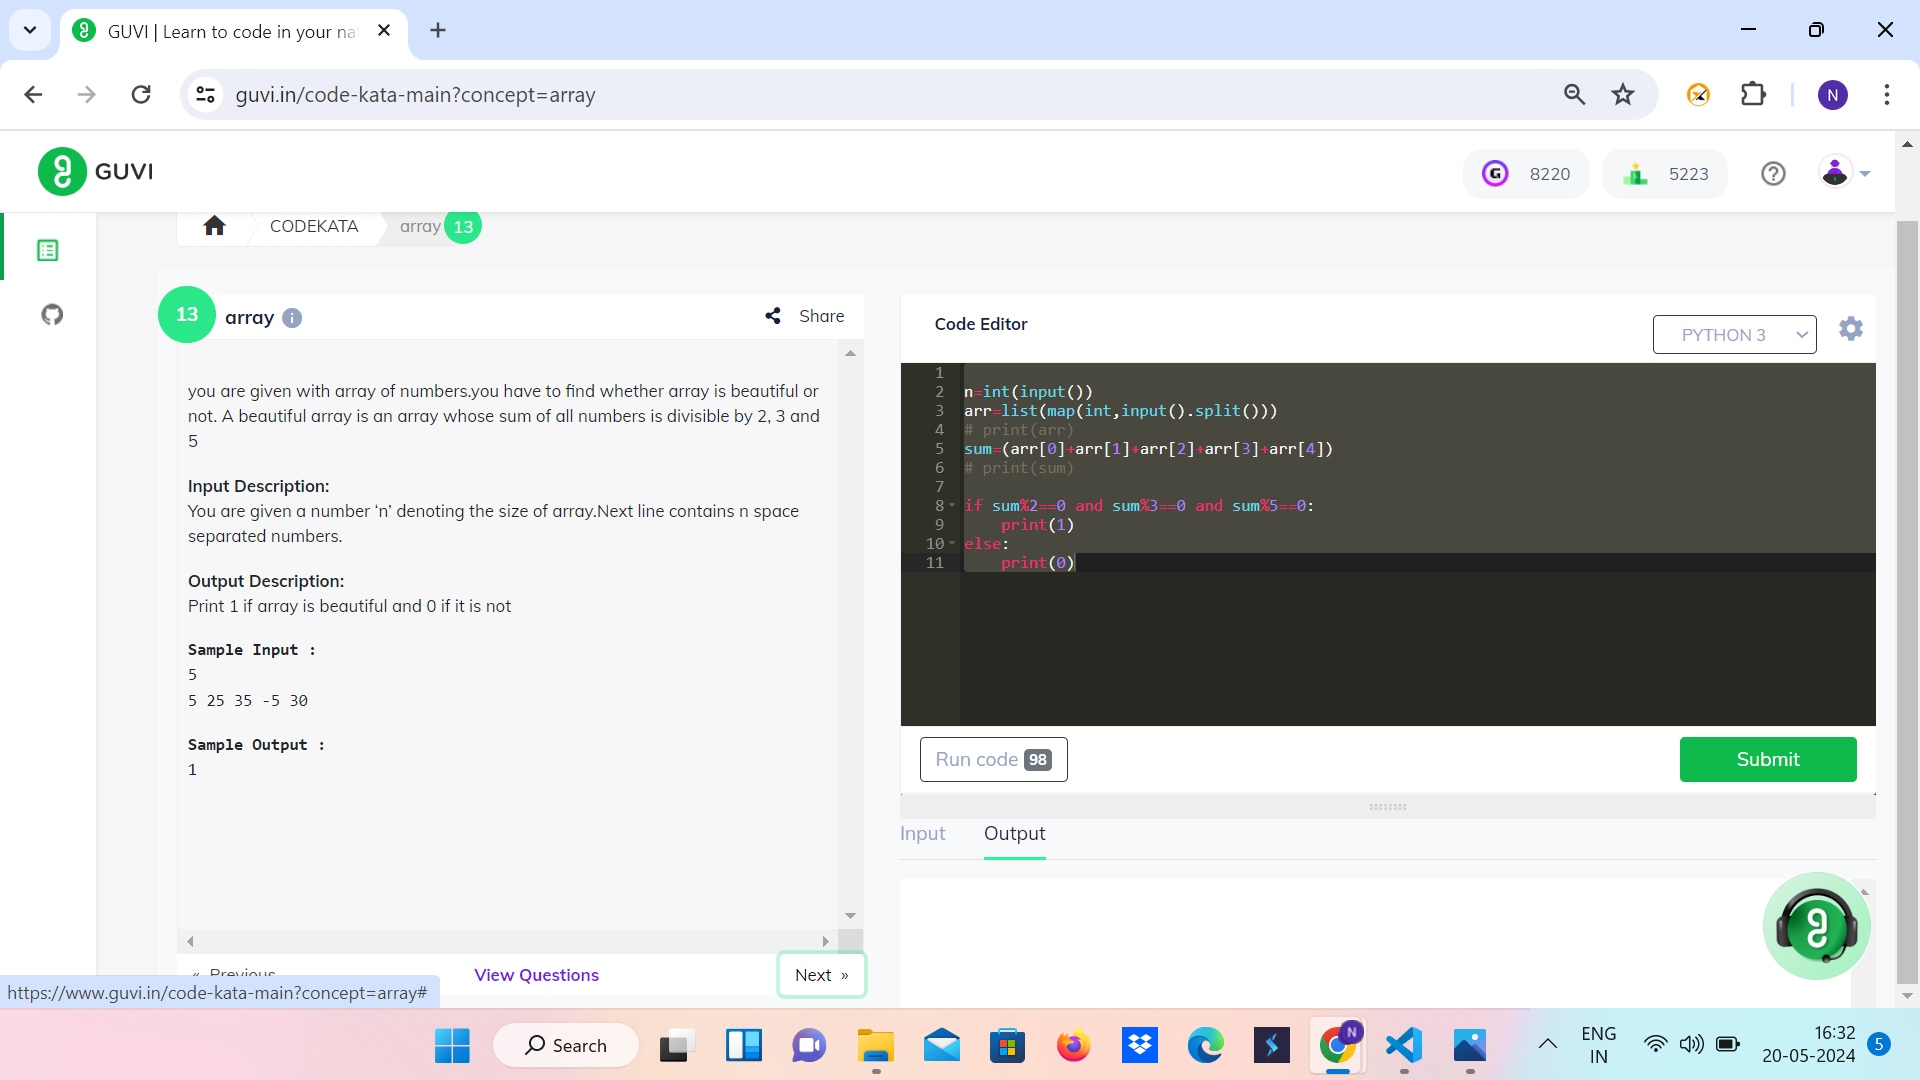 GUVI | Learn to code in your na
guvi.in/code-kata-main?concept=array
N
GUVI
G
8220
5223
CODEKATA
array 13
13
array
Share
you are given with array of numbers.you have to find whether array is beautiful or
not. A beautiful array is an array whose sum of all numbers is divisible by 2, 3 and
5
Input Description:
You are given a number ‘n’ denoting the size of array.Next line contains n space
separated numbers.
Output Description:
Print 1 if array is beautiful and 0 if it is not
Sample Input :
5
5 25 35 -5 30
Sample Output :
1
« Previous
View Questions
Next »
https://www.guvi.in/code-kata-main?concept=array#
Code Editor
PYTHON 3
1
2 n=int(input())
3 arr=list(map(int,input().split()))
4 # print(arr)
5 sum=(arr[0]+arr[1]+arr[2]+arr[3]+arr[4])
6 # print(sum)
7
8 if sum%2==0 and sum%3==0 and sum%5==0:
9     print(1)
10 else:
11     print(0)
Run code 98
Submit
Input
Output
Search
N
ENG
IN
16:32
20-05-2024
5